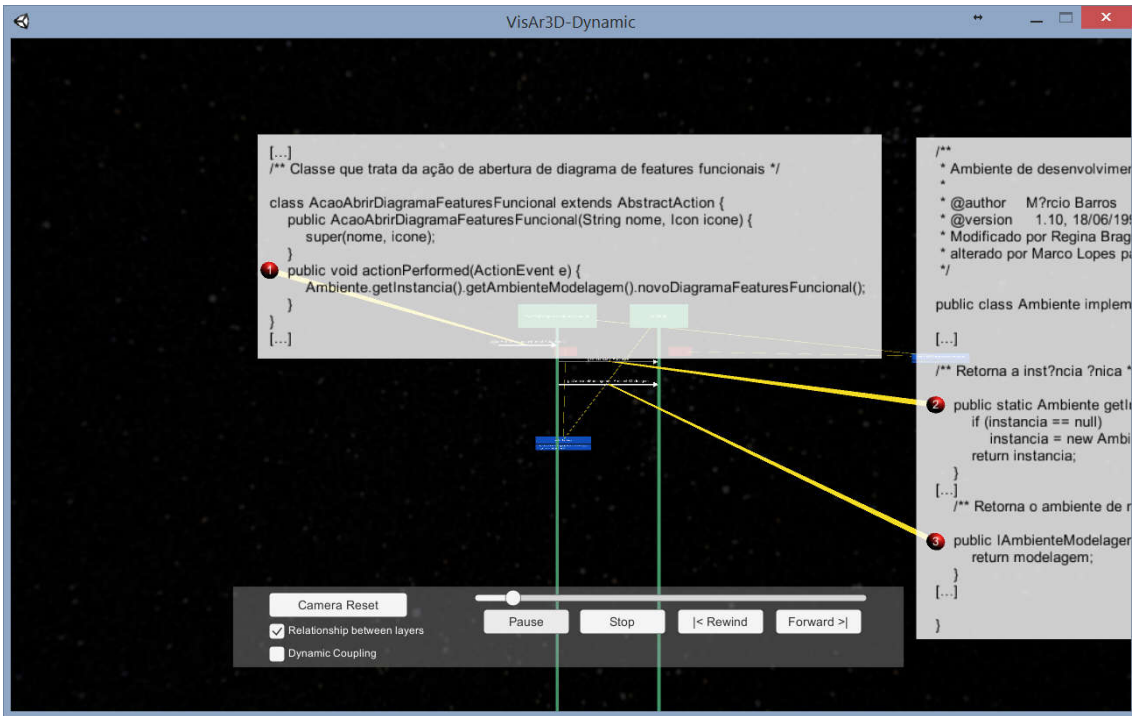 VisAr3D-Dynamic
[...]
/** Classe que trata da ação de abertura de diagrama de features funcionais */
class AcaoAbrirDiagramaFeaturesFuncional extends AbstractAction {
public AcaoAbrirDiagramaFeaturesFuncional(String nome, Icon icone) {
super(nome, icone);
}
1 public void actionPerformed(ActionEvent e) {
Ambiente.getInstancia().getAmbienteModelagem().novoDiagramaFeaturesFuncional();
}
}
[...]
/**
* Ambiente de desenvolvimen
*
* @author M?rcio Barros
* @version 1.10, 18/06/199
* Modificado por Regina Brag
* alterado por Marco Lopes pa
*/
public class Ambiente implem
[...]
/** Retorna a inst?ncia ?nica *
2 public static Ambiente getIn
if (instancia == null)
instancia = new Ambi
return instancia;
}
[...]
/** Retorna o ambiente de m
3 public IAmbienteModelager
return modelagem;
}
[...]
}
Camera Reset
Relationship between layers
Dynamic Coupling
Pause Stop |< Rewind Forward >|